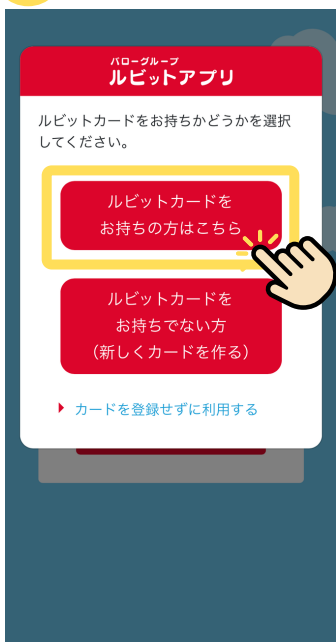 バローグループ
ルビットアプリ
ルビットカードをお持ちかどうかを選択
してください。
ルビットカードを
お持ちの方はこちら
ルビットカードを
お持ちでない方
（新しくカードを作る）
カードを登録せずに利用する